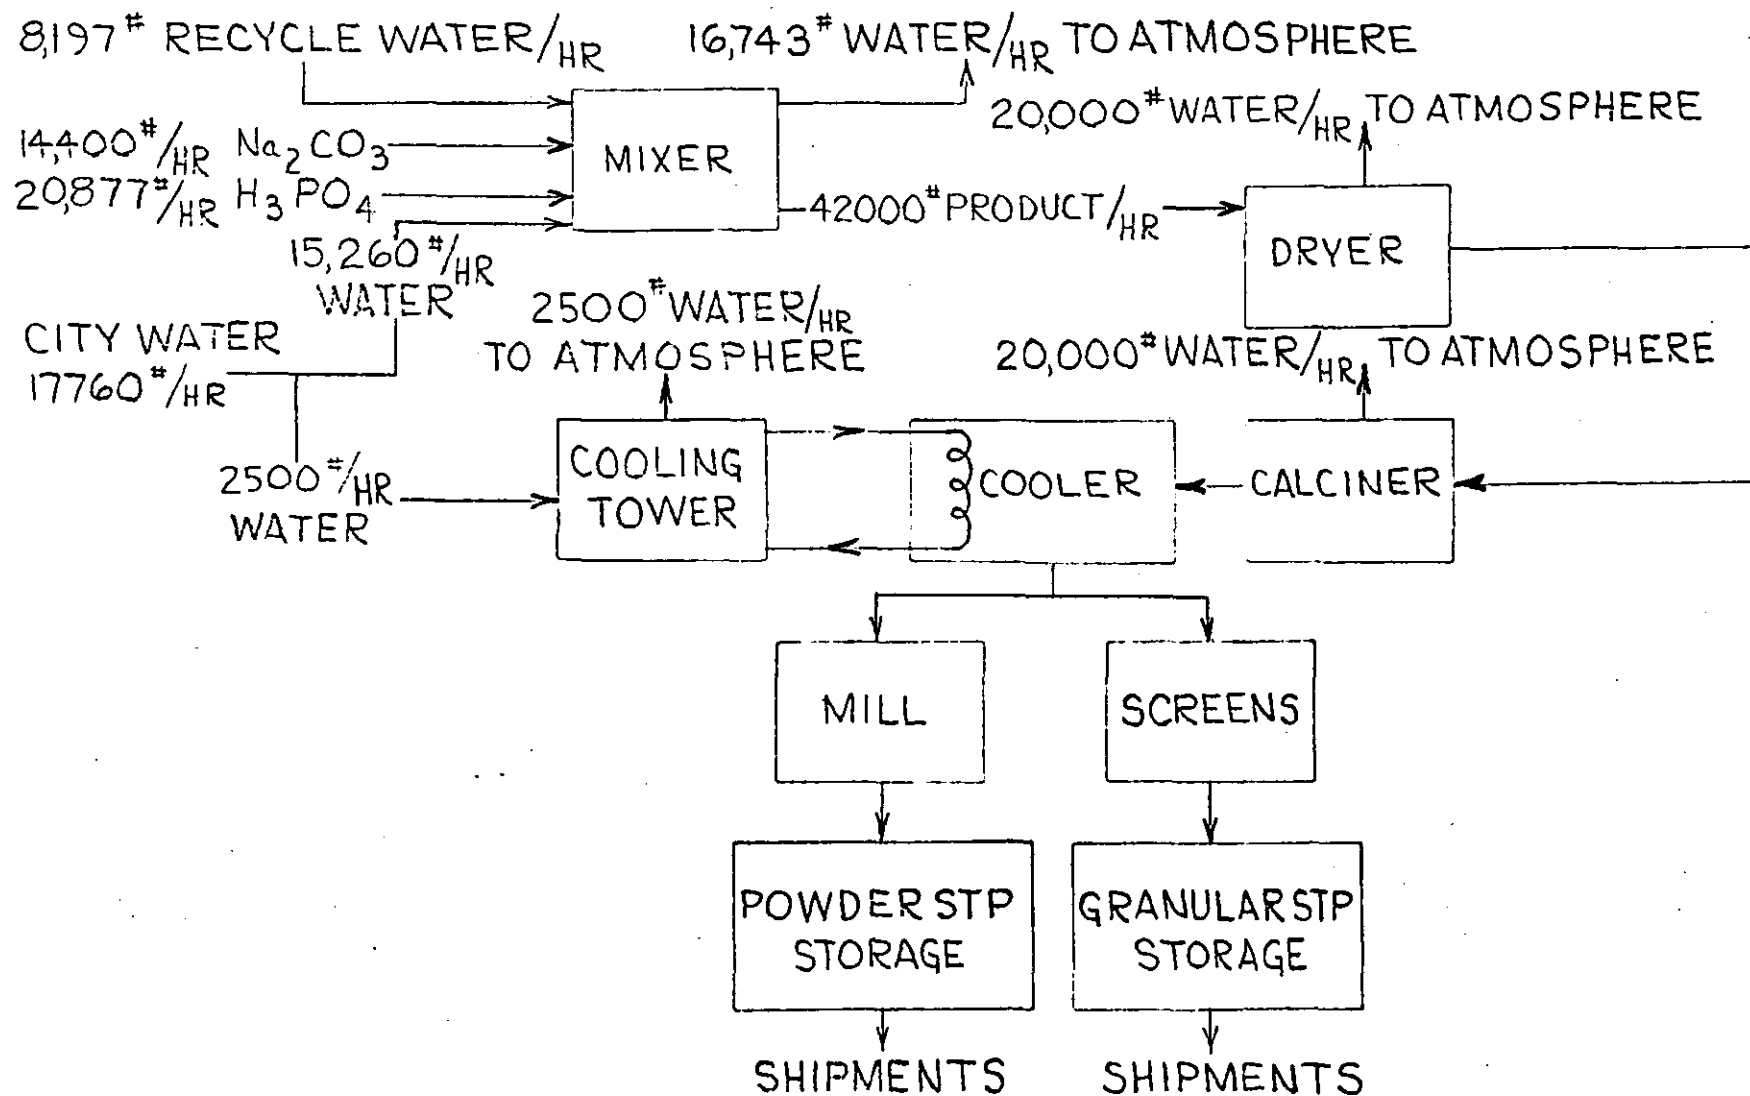 8,197# RECYCLE WATER/HR
16,743# WATER/HR TO ATMOSPHERE
20,000# WATER/HR TO ATMOSPHERE
14,400#/HR Na2CO3
MIXER
20,877#/HR H3PO4
42000# PRODUCT/HR
DRYER
15,260#/HR
WATER
2500# WATER/HR
TO ATMOSPHERE
CITY WATER
17760#/HR
20,000# WATER/HR TO ATMOSPHERE
2500#/HR
WATER
COOLING
TOWER
COOLER
CALCINER
MILL
SCREENS
POWDER STP
STORAGE
GRANULAR STP
STORAGE
SHIPMENTS
SHIPMENTS